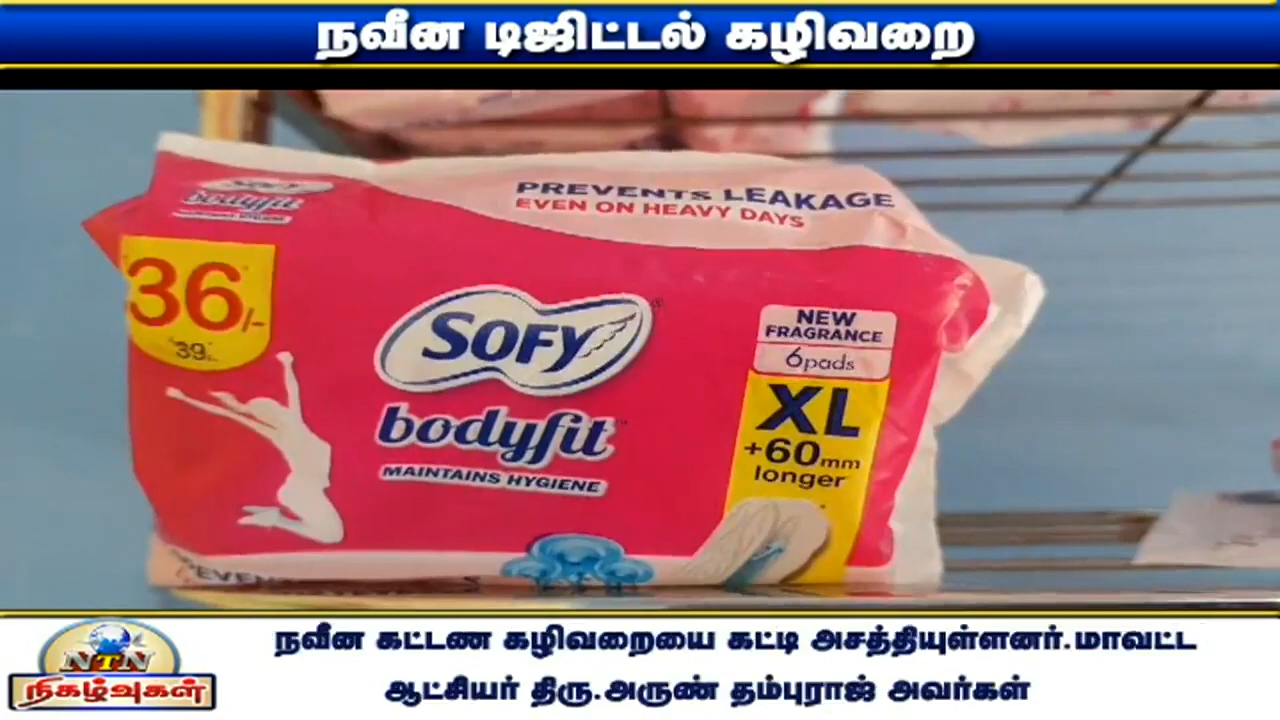 நவீன டிஜிட்டல் கழிவறை
SOFY
bodyfit
PREVENTS LEAKAGE
EVEN ON HEAVY DAYS
36/-
39/-
SOFY
bodyfit
MAINTAINS HYGIENE
NEW
FRAGRANCE
6pads
XL
+60mm
longer
NTN
நிகழ்வுகள்
நவீன கட்டண கழிவறையை கட்டி அசத்தியுள்ளனர்.மாவட்ட
ஆட்சியர் திரு.அருண் தம்புராஜ் அவர்கள்